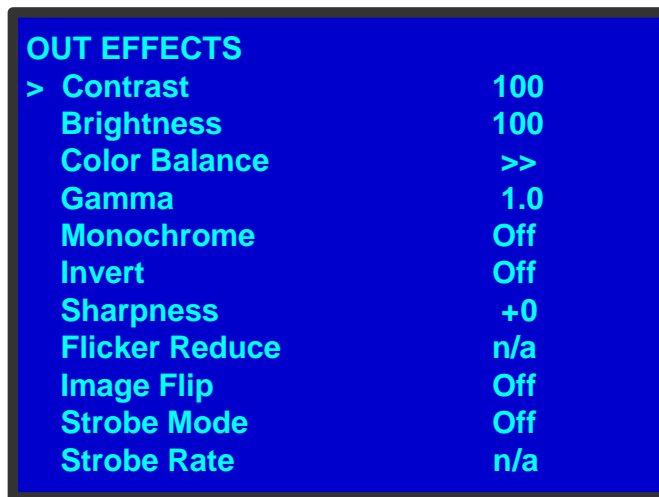 OUT EFFECTS
> Contrast 100
Brightness 100
Color Balance >>
Gamma 1.0
Monochrome Off
Invert Off
Sharpness +0
Flicker Reduce n/a
Image Flip Off
Strobe Mode Off
Strobe Rate n/a